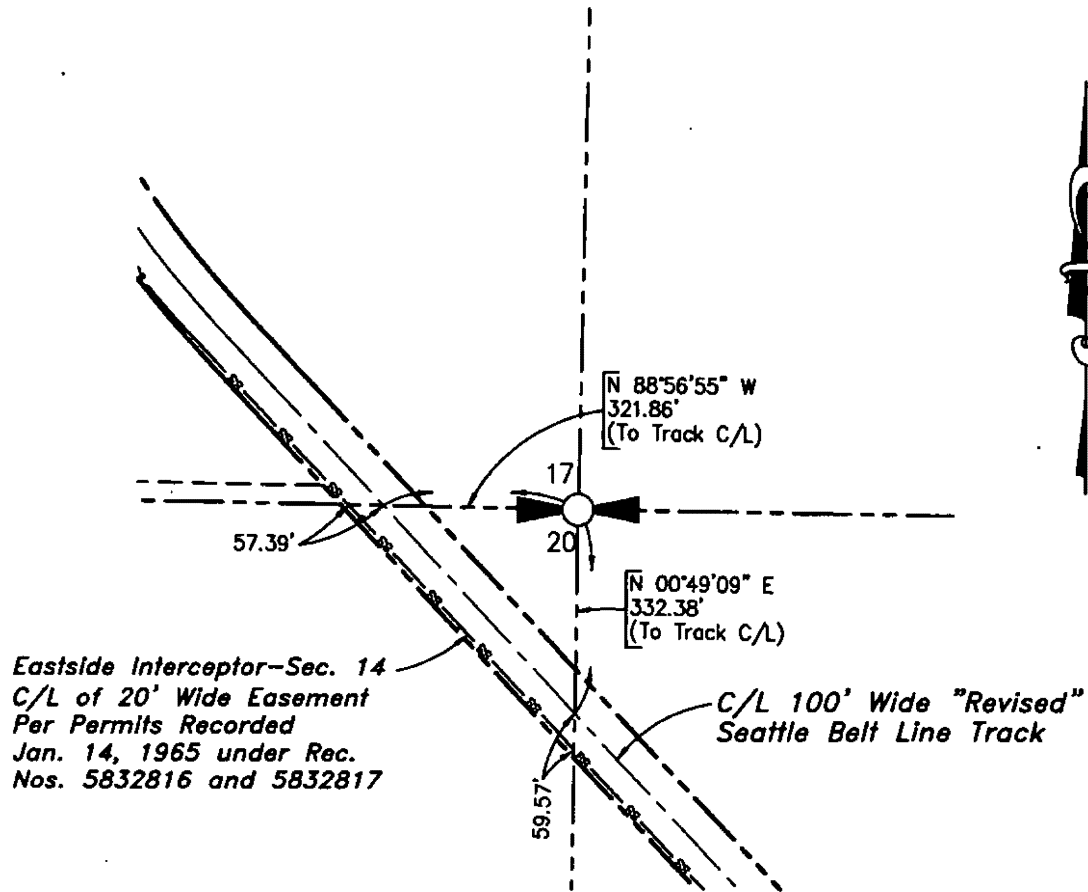 N 88°56'55" W
321.86'
(To Track C/L)
17
20
57.39'
N 00°49'09" E
332.38'
(To Track C/L)
Eastside Interceptor-Sec. 14
C/L of 20' Wide Easement
Per Permits Recorded
Jan. 14, 1965 under Rec.
Nos. 5832816 and 5832817
C/L 100' Wide "Revised"
Seattle Belt Line Track
59.57'